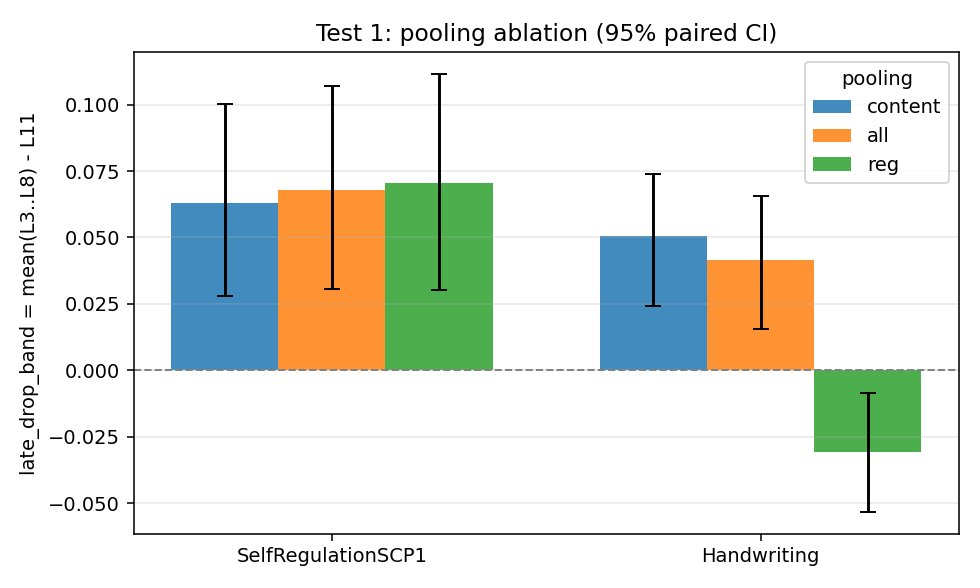 Test 1: pooling ablation (95% paired CI)
late_drop_band = mean(L3..L8) - L11
0.100
0.075
0.050
0.025
0.000
−0.025
−0.050
pooling
content
all
reg
SelfRegulationSCP1
Handwriting